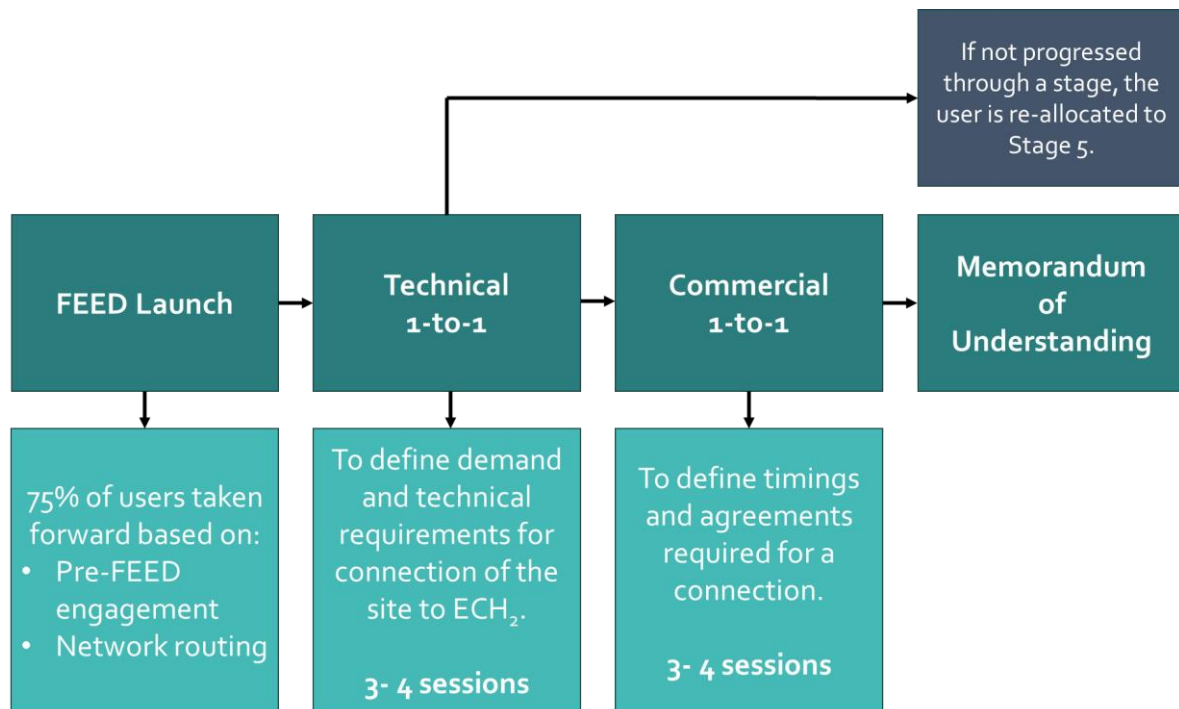 If not progressed
through a stage, the
user is re-allocated to
Stage 5.
FEED Launch
Technical
1-to-1
Commercial
1-to-1
Memorandum
of
Understanding
75% of users taken
forward based on:
• Pre-FEED
engagement
• Network routing
To define demand
and technical
requirements for
connection of the
site to ECH₂.
3- 4 sessions
To define timings
and agreements
required for a
connection.
3- 4 sessions